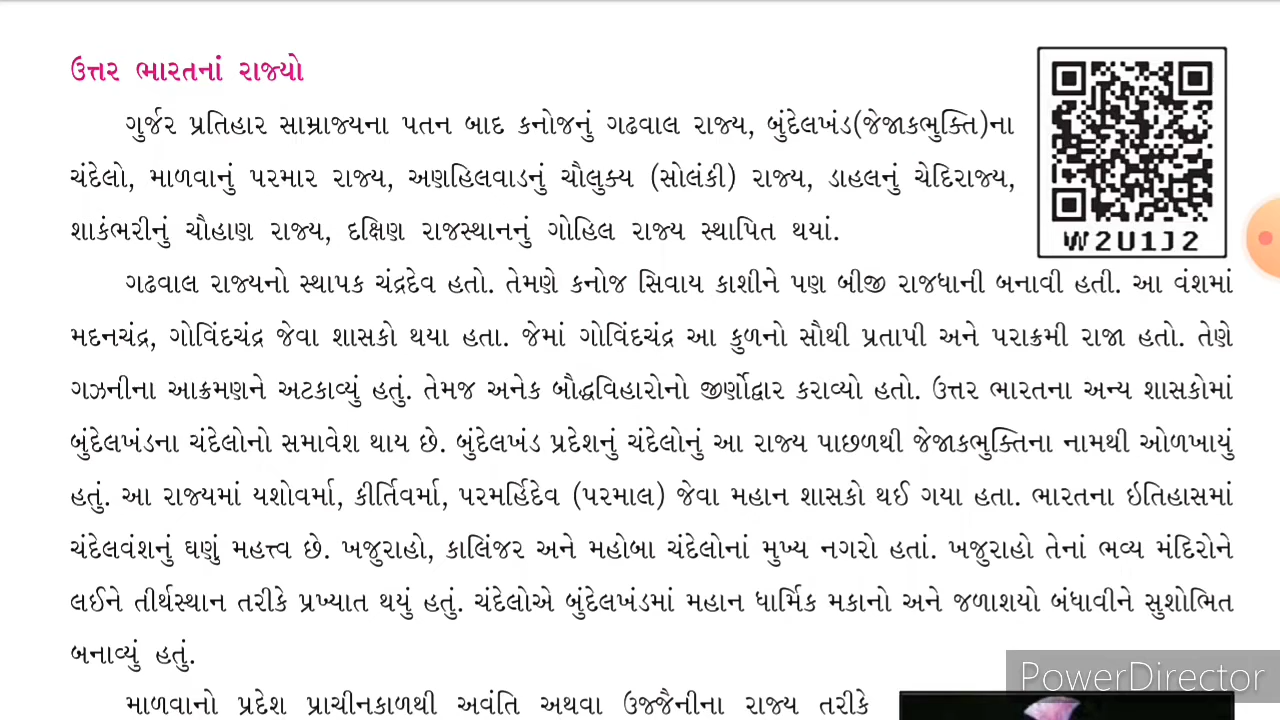 ઉત્તર ભારતનાં રાજ્યો
ગુર્જર પ્રતિહાર સામ્રાજ્યના પતન બાદ કનોજનું ગઢવાલ રાજ્ય, બુંદેલખંડ(જેજાકભુક્તિ)ના
ચંદેલો, માળવાનું પરમાર રાજ્ય, અણહિલવાડનું ચૌલુક્ય (સોલંકી) રાજ્ય, ડાહલનું ચેદિરાજ્ય,
શાકંભરીનું ચૌહાણ રાજ્ય, દક્ષિણ રાજસ્થાનનું ગોહિલ રાજ્ય સ્થાપિત થયાં.
W2U1J2
ગઢવાલ રાજ્યનો સ્થાપક ચંદ્રદેવ હતો. તેમણે કનોજ સિવાય કાશીને પણ બીજી રાજધાની બનાવી હતી. આ વંશમાં
મદનચંદ્ર, ગોવિંદચંદ્ર જેવા શાસકો થયા હતા. જેમાં ગોવિંદચંદ્ર આ કુળનો સૌથી પ્રતાપી અને પરાક્રમી રાજા હતો. તેણે
ગઝનીના આક્રમણને અટકાવ્યું હતું. તેમજ અનેક બૌદ્ધવિહારોનો જીર્ણોદ્વાર કરાવ્યો હતો. ઉત્તર ભારતના અન્ય શાસકોમાં
બુંદેલખંડના ચંદેલોનો સમાવેશ થાય છે. બુંદેલખંડ પ્રદેશનું ચંદેલોનું આ રાજ્ય પાછળથી જેજાકભુક્તિના નામથી ઓળખાયું
હતું. આ રાજ્યમાં યશોવર્મા, કીર્તિવર્મા, પરમર્હિદેવ (પરમાલ) જેવા મહાન શાસકો થઈ ગયા હતા. ભારતના ઇતિહાસમાં
ચંદેલવંશનું ઘણું મહત્ત્વ છે. ખજુરાહો, કાલિંજર અને મહોબા ચંદેલોનાં મુખ્ય નગરો હતાં. ખજુરાહો તેનાં ભવ્ય મંદિરોને
લઈને તીર્થસ્થાન તરીકે પ્રખ્યાત થયું હતું. ચંદેલોએ બુંદેલખંડમાં મહાન ધાર્મિક મકાનો અને જળાશયો બંધાવીને સુશોભિત
બનાવ્યું હતું.
માળવાનો પ્રદેશ પ્રાચીનકાળથી અવંતિ અથવા ઉજ્જૈનીના રાજ્ય તરીકે
PowerDirector